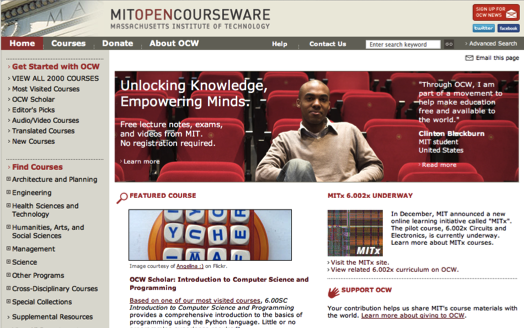 MITOPENCOURSEWARE
MASSACHUSETTS INSTITUTE OF TECHNOLOGY
SIGN UP FOR
OCW NEWS
twitter facebook
Home Courses Donate About OCW Help Contact Us Enter search keyword GO Advanced Search
Email this page
Get Started with OCW
VIEW ALL 2000 COURSES
Most Visited Courses
OCW Scholar
Editor's Picks
Audio/Video Courses
Translated Courses
New Courses
Find Courses
Architecture and Planning
Engineering
Health Sciences and
Technology
Humanities, Arts, and
Social Sciences
Management
Science
Other Programs
Cross-Disciplinary Courses
Special Collections
Supplemental Resources
Unlocking Knowledge,
Empowering Minds.
Free lecture notes, exams,
and videos from MIT.
No registration required.
Learn more
"Through OCW, I am
part of a movement to
help make education
free and available to
the world."
Clinton Blackburn
MIT student
United States
Read more
FEATURED COURSE
Image courtesy of Angelina :) on Flickr.
OCW Scholar: Introduction to Computer Science and
Programming
Based on one of our most visited courses, 6.00SC
Introduction to Computer Science and Programming
provides a comprehensive introduction to the basics of
programming using the Python language. Little or no
MITx 6.002x UNDERWAY
MITx
In December, MIT announced a new
online learning initiative called "MITx".
The pilot course, 6.002x Circuits and
Electronics, is currently underway.
Learn more about MITx courses.
Visit the MITx site.
View related 6.002x curriculum on OCW.
SUPPORT OCW
Your contribution helps us share MIT's course materials with
the world. Learn more about giving to OCW.